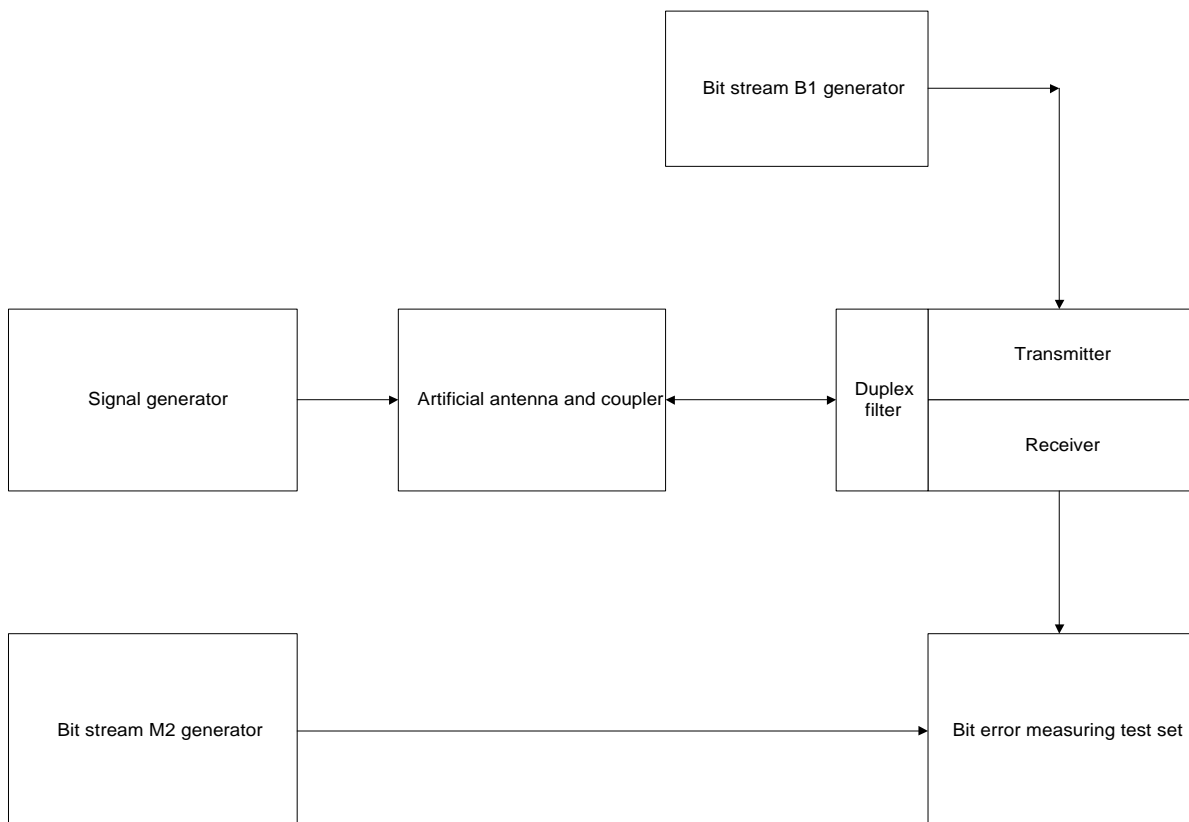 Bit stream B1 generator
Signal generator
Artificial antenna and coupler
Duplex
filter
Transmitter
Receiver
Bit stream M2 generator
Bit error measuring test set